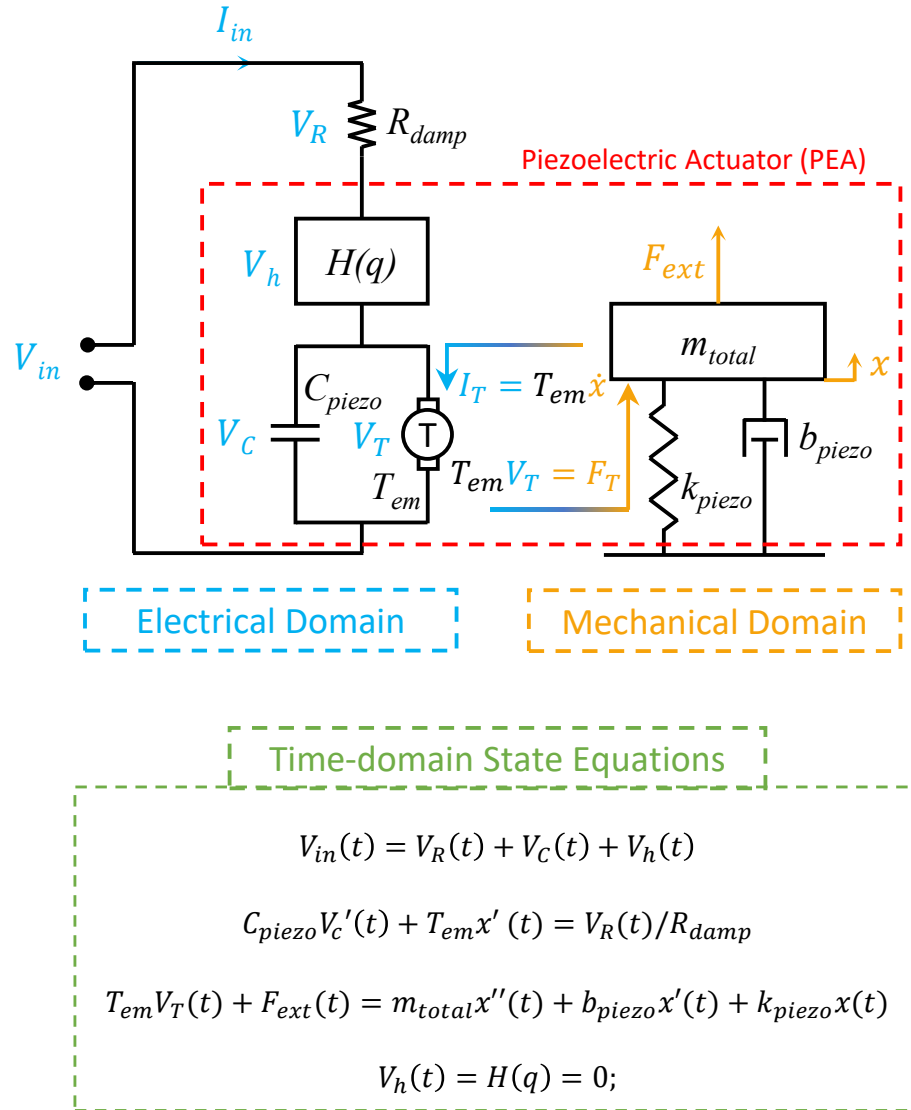 I_in
V_R R_damp
Piezoelectric Actuator (PEA)
V_h H(q)
F_ext
V_in
m_total
x
C_piezo
I_T = T_em ẋ
V_C V_T T
b_piezo
T_em T_em V_T = F_T
k_piezo
Electrical Domain
Mechanical Domain
Time-domain State Equations
V_in(t) = V_R(t) + V_C(t) + V_h(t)
C_piezo V_c'(t) + T_em x'(t) = V_R(t)/R_damp
T_em V_T(t) + F_ext(t) = m_total x''(t) + b_piezo x'(t) + k_piezo x(t)
V_h(t) = H(q) = 0;